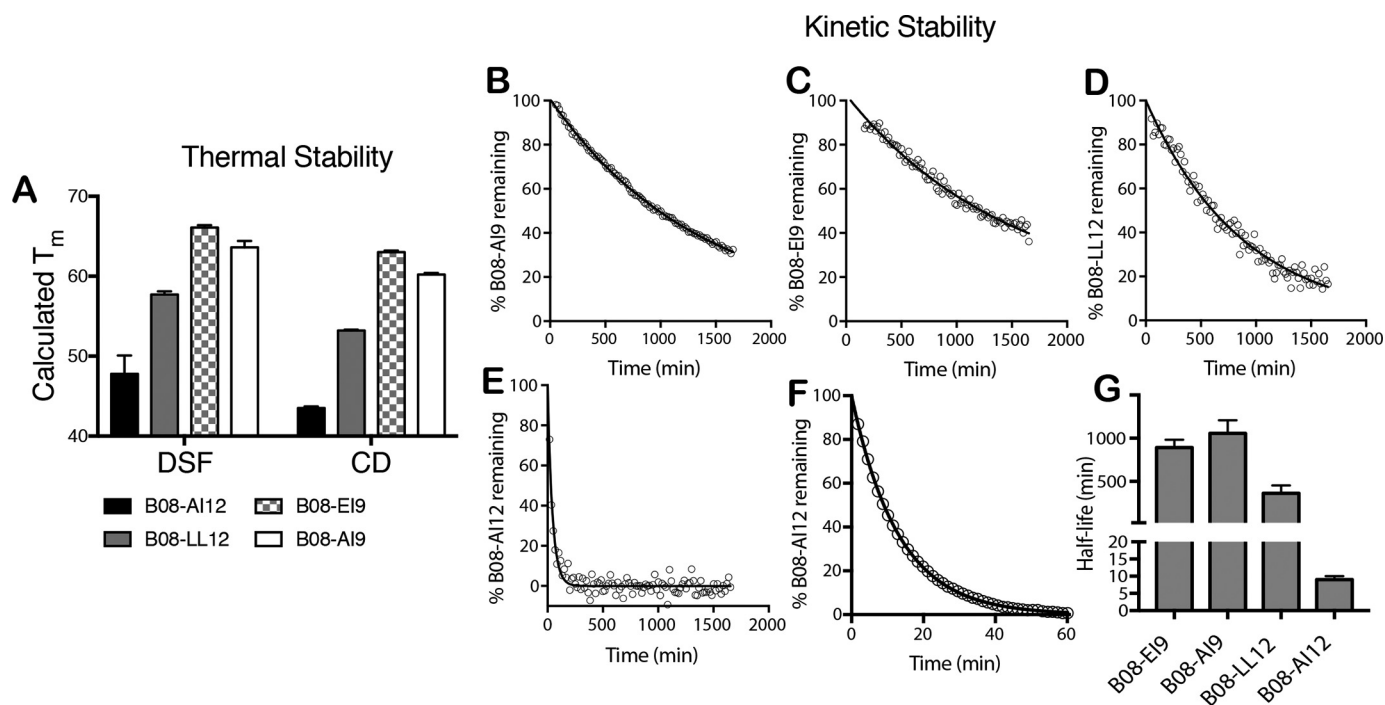 Kinetic Stability
Thermal Stability
A
Calculated Tm
70
60
50
40
DSF
CD
B08-AI12
B08-EI9
B08-LL12
B08-AI9
B
% B08-AI9 remaining
100
80
60
40
20
0
0 500 1000 1500 2000
Time (min)
C
% B08-EI9 remaining
100
80
60
40
20
0
0 500 1000 1500 2000
Time (min)
D
% B08-LL12 remaining
100
80
60
40
20
0
0 500 1000 1500 2000
Time (min)
E
% B08-AI12 remaining
100
80
60
40
20
0
0 500 1000 1500 2000
Time (min)
F
% B08-AI12 remaining
100
80
60
40
20
0
0 20 40 60
Time (min)
G
Half-life (min)
1000
500
20
15
10
5
0
B08-EI9
B08-AI9
B08-LL12
B08-AI12